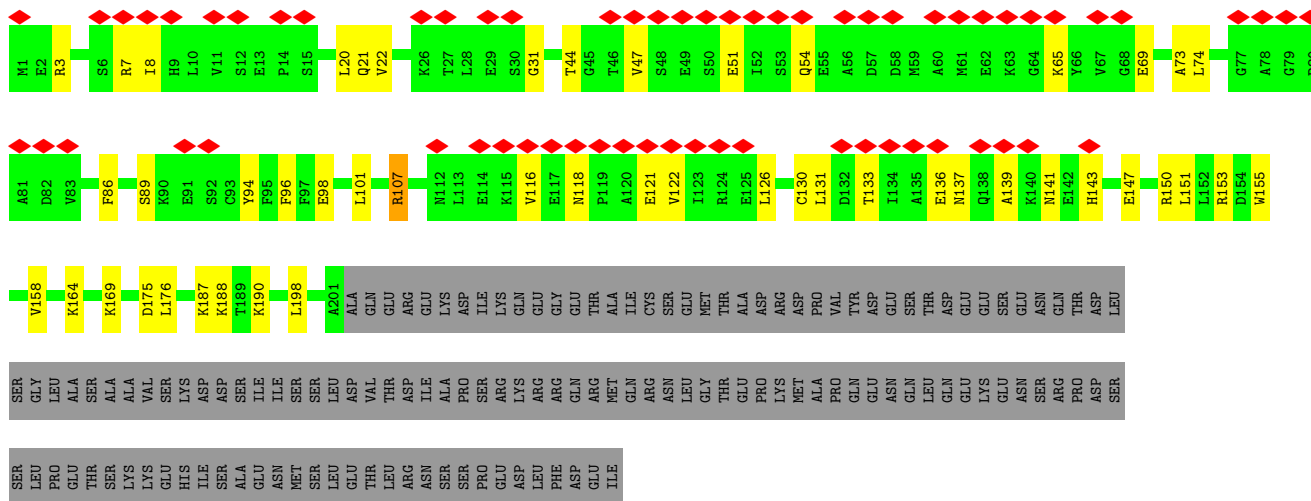 M1 E2 R3 S6 R7 I8 H9 L10 V11 S12 E13 P14 S15 L20 Q21 V22 K26 T27 L28 E29 S30 G31 T44 G45 T46 V47 S48 E49 S50 E51 I52 S53 Q54 E55 A56 D57 D58 M59 A60 M61 E62 K63 G64 K65 Y66 V67 G68 E69 A73 L74 G77 A78 G79
A81 D82 V83 F86 S89 K90 E91 S92 C93 Y94 F95 F96 F97 E98 L101 R107 N112 L113 E114 K115 V116 E117 N118 P119 A120 E121 V122 I123 R124 E125 L126 C130 L131 D132 T133 I134 A135 E136 N137 Q138 A139 K140 N141 E142 H143 E147 R150 L151 L152 R153 D154 W155
V158 K164 K169 D175 L176 K187 K188 T189 K190 L198 A201 ALA GLN GLY ARG GLU LYS ASP ILE LYS GLN GLU GLY GLU THR ALA ILE CYS SER GLU MET THR ALA ASP ARG ASP PRO VAL TYR ASP GLU SER THR ASP GLU GLU SER GLU ASN GLN THR ASP LEU
SER GLY LEU ALA SER ALA ALA VAL SER LYS ASP ASP SER ILE ILE SER SER LEU ASP VAL THR ASP ILE ALA PRO SER ARG LYS ARG ARG GLN ARG MET GLN ARG ASN LEU GLY THR GLU PRO LYS MET ALA PRO GLN GLU ASN GLN LEU GLN GLU LYS GLU ASN SER ARG PRO ASP SER
SER LEU PRO GLU THR SER LYS LYS GLU HIS ILE SER ALA GLU ASN MET SER LEU GLU THR LEU ARG ASN SER SER PRO GLU ASP LEU PHE ASP GLU ILE